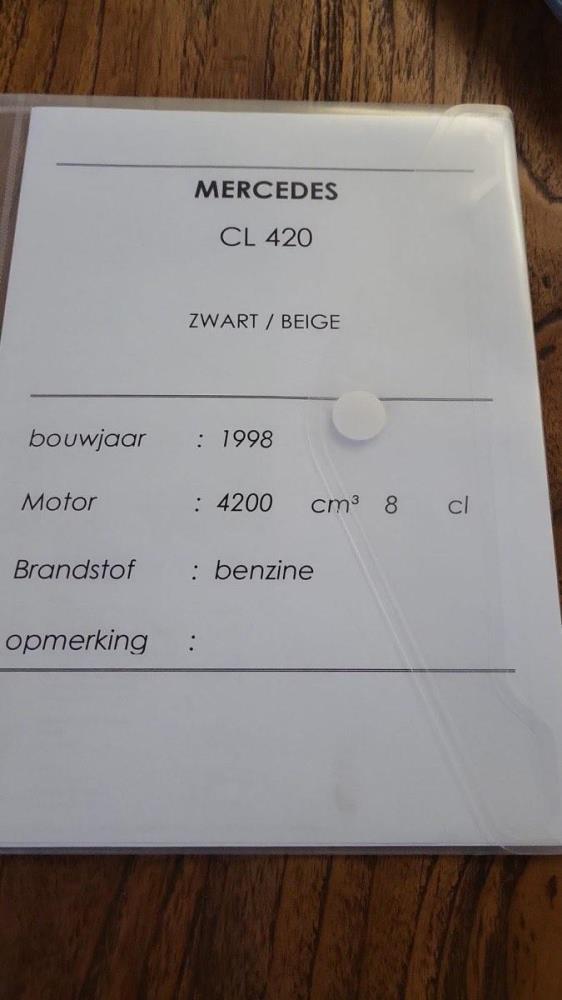 MERCEDES
CL 420
ZWART / BEIGE
bouwjaar : 1998
Motor : 4200 cm³ 8 cl
Brandstof : benzine
opmerking :